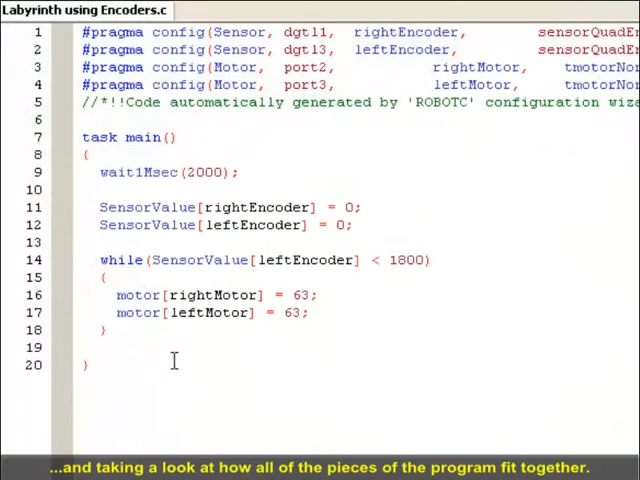 Labyrinth using Encoders.c
1 #pragma config(Sensor, dgtl1, rightEncoder, sensorQuadEn
2 #pragma config(Sensor, dgtl3, leftEncoder, sensorQuadEn
3 #pragma config(Motor, port2, rightMotor, tmotorNor
4 #pragma config(Motor, port3, leftMotor, tmotorNor
5 //*!!Code automatically generated by 'ROBOTC' configuration wiza
6
7 task main()
8 {
9 wait1Msec(2000);
10
11 SensorValue[rightEncoder] = 0;
12 SensorValue[leftEncoder] = 0;
13
14 while(SensorValue[leftEncoder] < 1800)
15 {
16 motor[rightMotor] = 63;
17 motor[leftMotor] = 63;
18 }
19
20 }
...and taking a look at how all of the pieces of the program fit together.